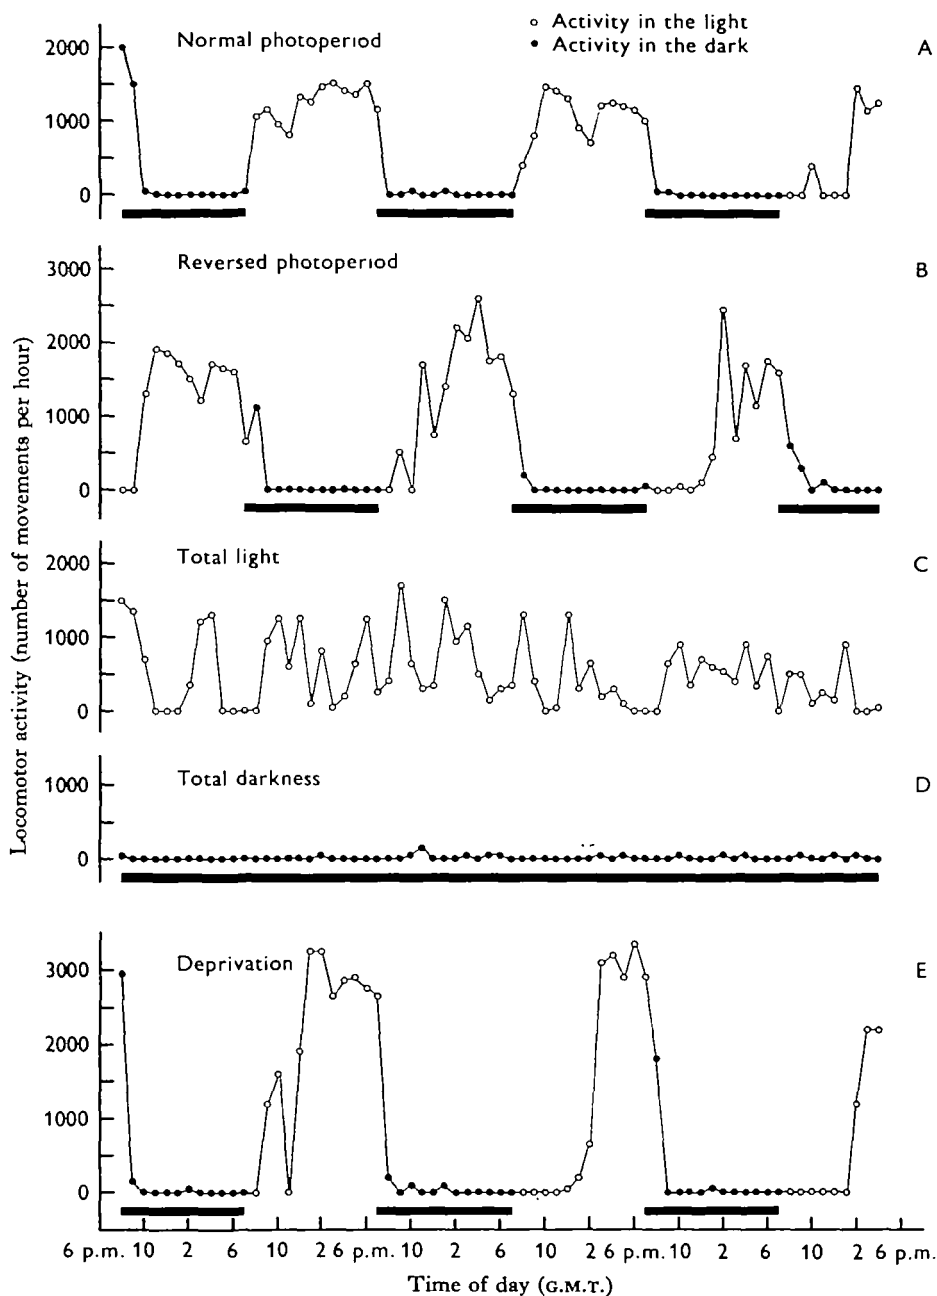 Activity in the light
Activity in the dark
Normal photoperiod
A
2000
1000
0
Reversed photoperiod
B
3000
2000
1000
0
Total light
C
2000
1000
0
Total darkness
D
1000
0
Deprivation
E
3000
2000
1000
0
Locomotor activity (number of movements per hour)
6 p.m. 10 2 6 10 2 6 p.m. 10 2 6 10 2 6 p.m. 10 2 6 10 2 6 p.m.
Time of day (G.M.T.)